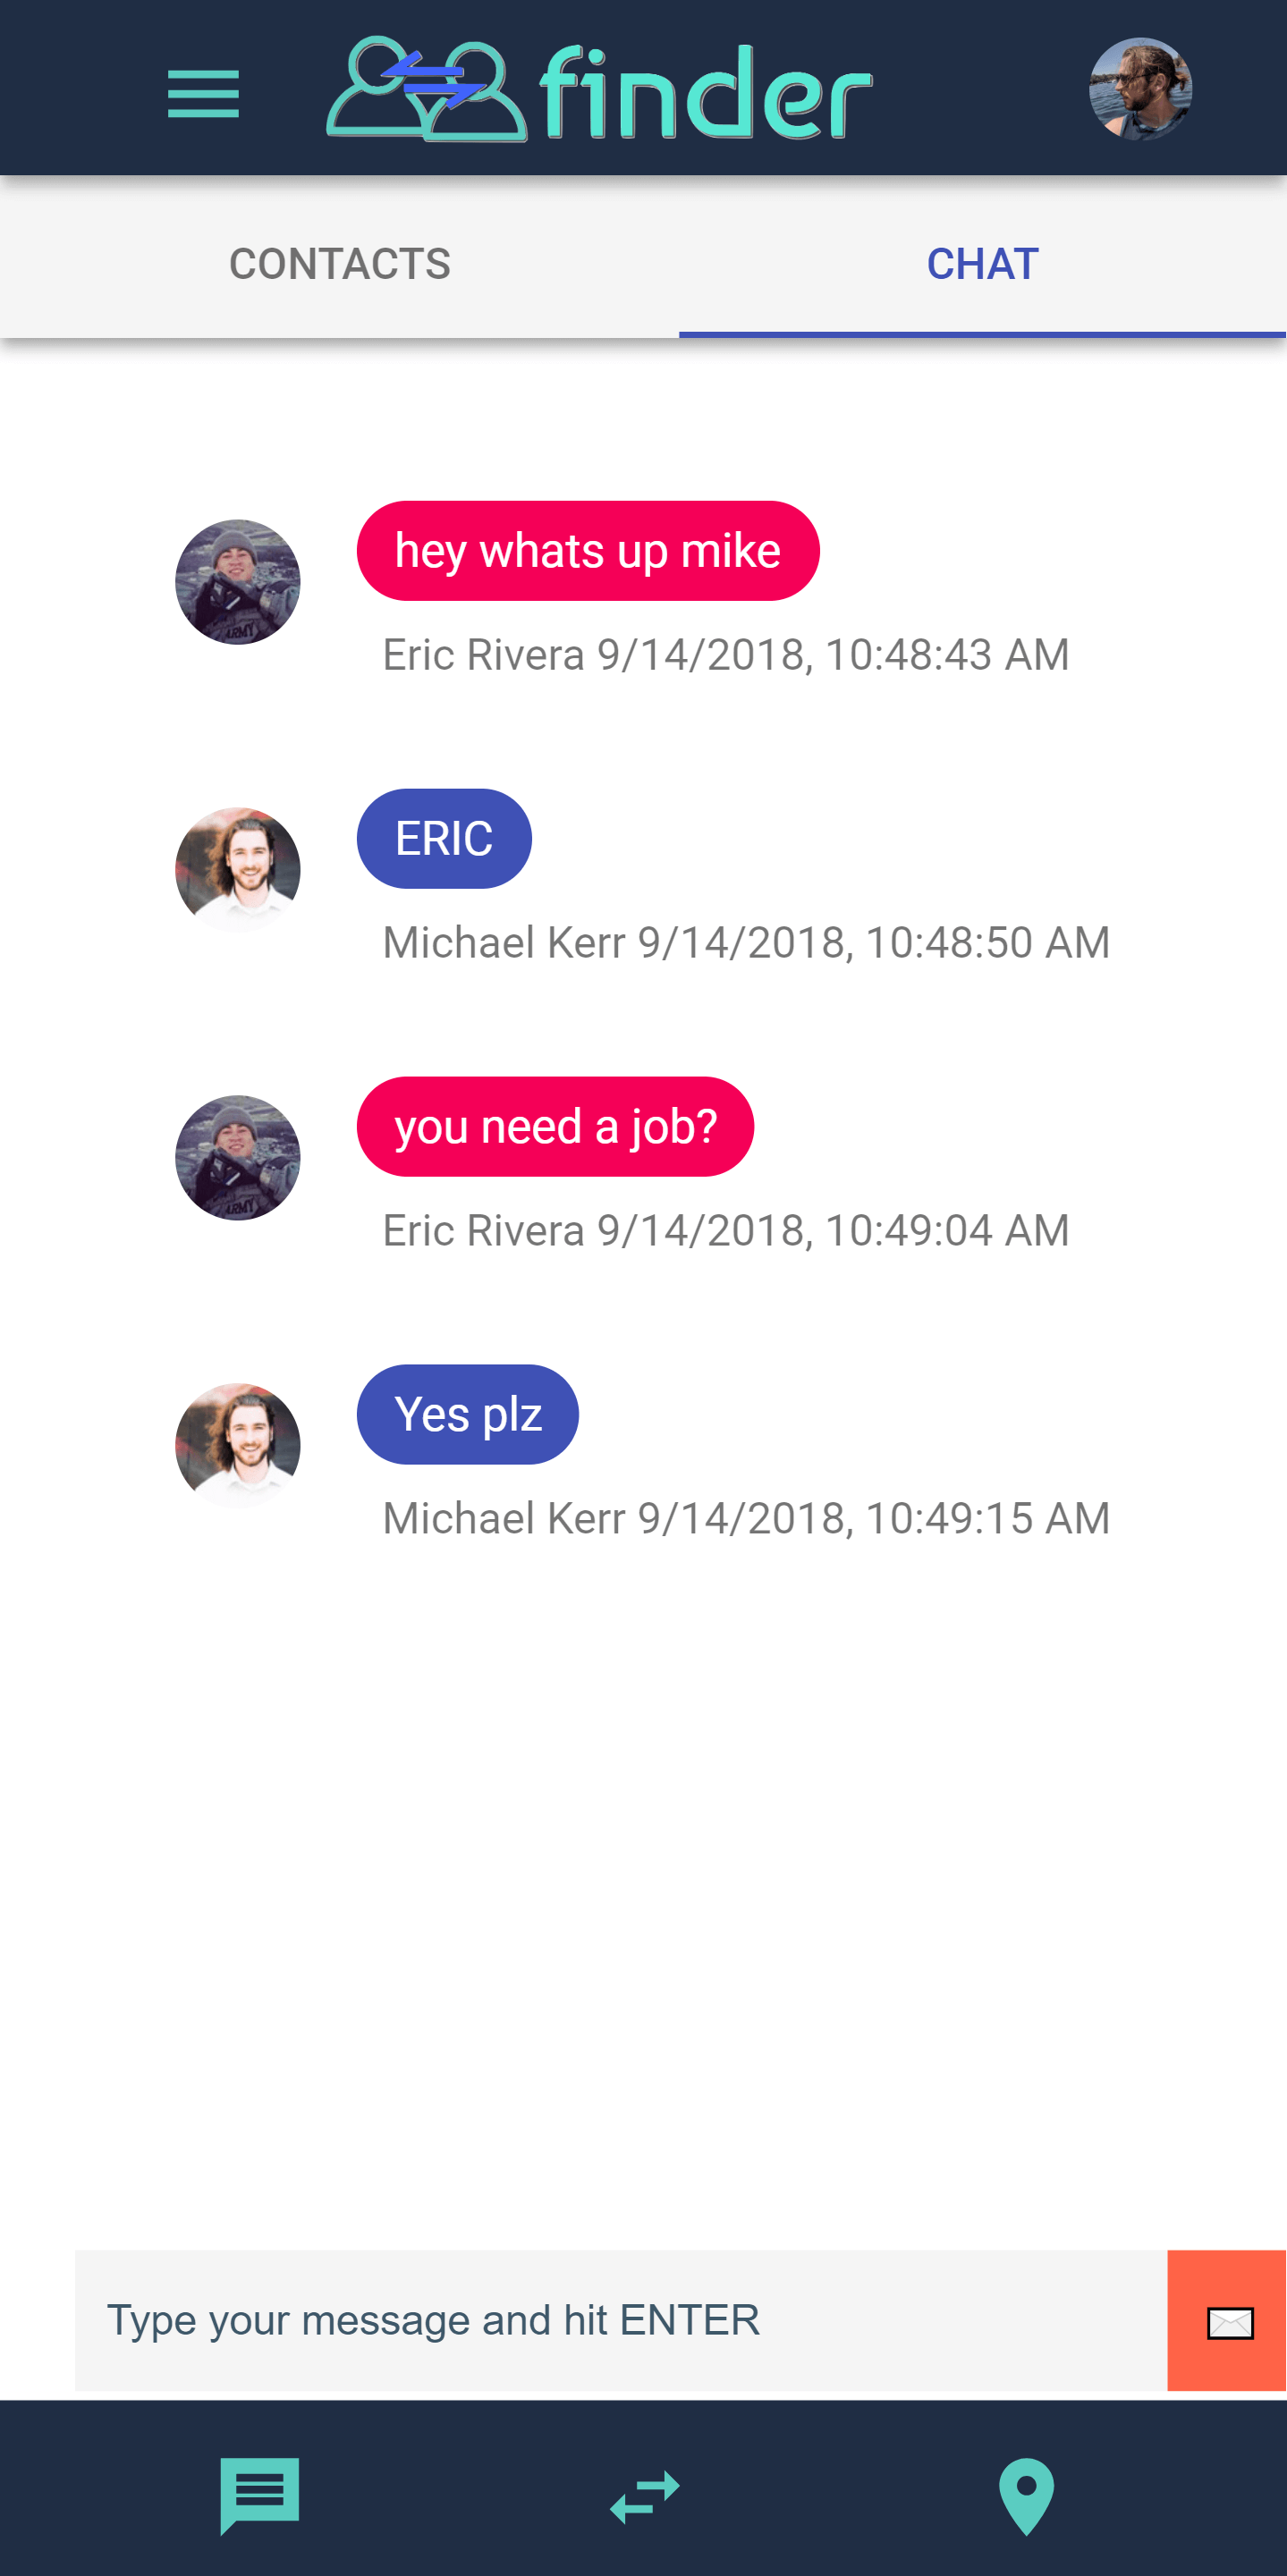 finder
CONTACTS
CHAT
hey whats up mike
Eric Rivera 9/14/2018, 10:48:43 AM
ERIC
Michael Kerr 9/14/2018, 10:48:50 AM
you need a job?
Eric Rivera 9/14/2018, 10:49:04 AM
Yes plz
Michael Kerr 9/14/2018, 10:49:15 AM
Type your message and hit ENTER